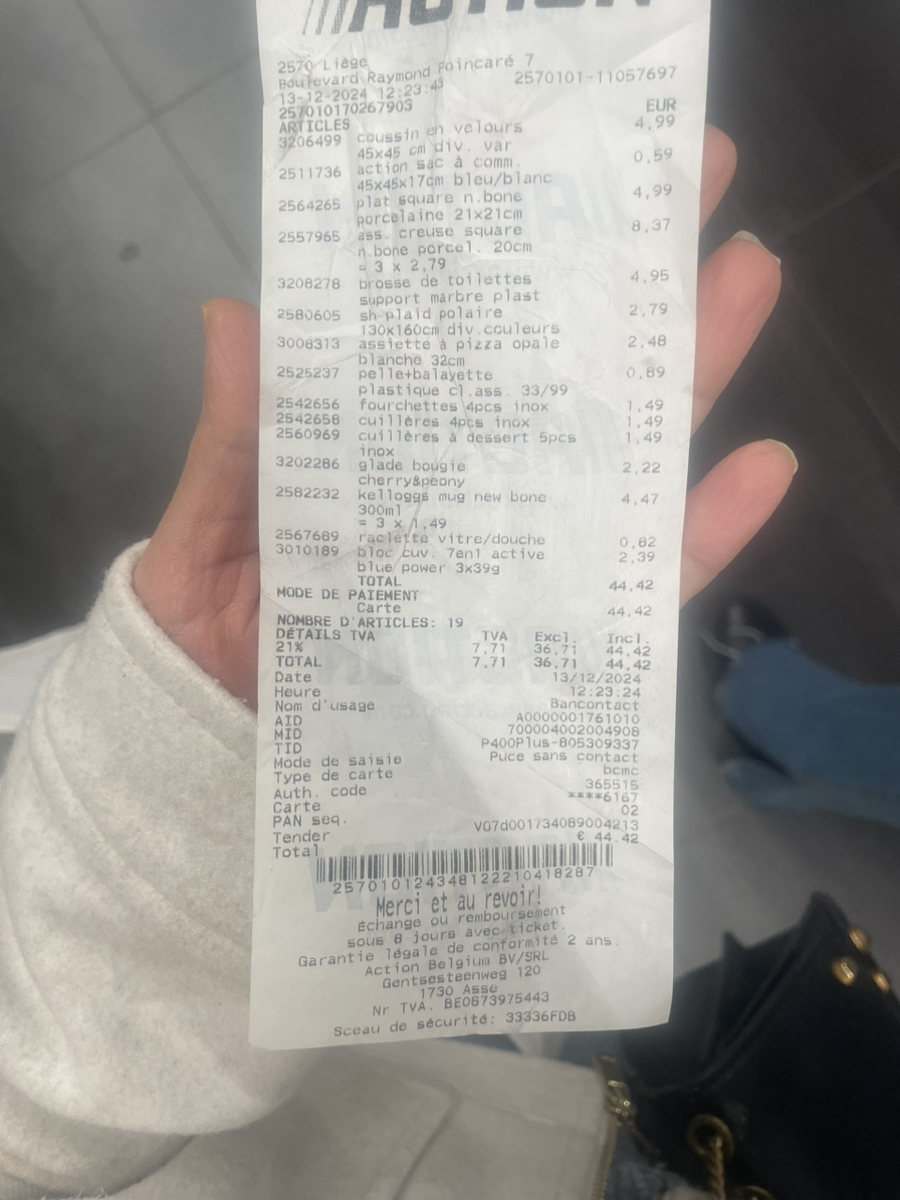 ACTION
2570 Liège
Boulevard Raymond Poincaré 7
13-12-2024 12:23:43 2570101-11057697
257010170267903
EUR
ARTICLES
3206499 coussin en velours 4,99
45x45 cm div. var
2511736 action sac à comm. 0,59
45x45x17cm bleu/blanc
2564265 plat square n.bone 4,99
porcelaine 21x21cm
2557965 ass. creuse square 8,37
n.bone porcel. 20cm
= 3 x 2,79
3208278 brosse de toilettes 4,95
support marbre plast
2580605 sh plaid polaire 2,79
130x160cm div.couleurs
3008313 assiette à pizza opale 2,48
blanche 32cm
2525237 pelle+balayette 0,89
plastique cl.ass. 33/99
2542656 fourchettes 4pcs inox 1,49
2542658 cuillères 4pcs inox 1,49
2560969 cuillères à dessert 5pcs 1,49
inox
3202286 glade bougie 2,22
cherry&peony
2582232 kelloggs mug new bone 4,47
300ml
= 3 x 1,49
2567689 raclette vitre/douche 0,82
3010189 bloc cuv. 7en1 active 2,39
blue power 3x39g
TOTAL 44,42
MODE DE PAIEMENT
Carte 44,42
NOMBRE D'ARTICLES: 19
DÉTAILS TVA TVA Excl. Incl.
21% 7,71 36,71 44,42
TOTAL 7,71 36,71 44,42
Date 13/12/2024
Heure 12:23:24
Nom d'usage Bancontact
AID A0000001761010
MID 700004002004908
TID P400Plus-805309337
Mode de saisie Puce sans contact
Type de carte bcmc
Auth. code 365515
Carte ****6167
PAN seq. 02
Tender VG7d001734089004213
Total € 44,42
257010124348122210418287
Merci et au revoir!
Échange ou remboursement
sous 8 jours avec ticket.
Garantie légale de conformité 2 ans.
Action Belgium BV/SRL
Gentsesteenweg 120
1730 Asse
Nr TVA. BE0873975443
Sceau de sécurité: 33336FDB